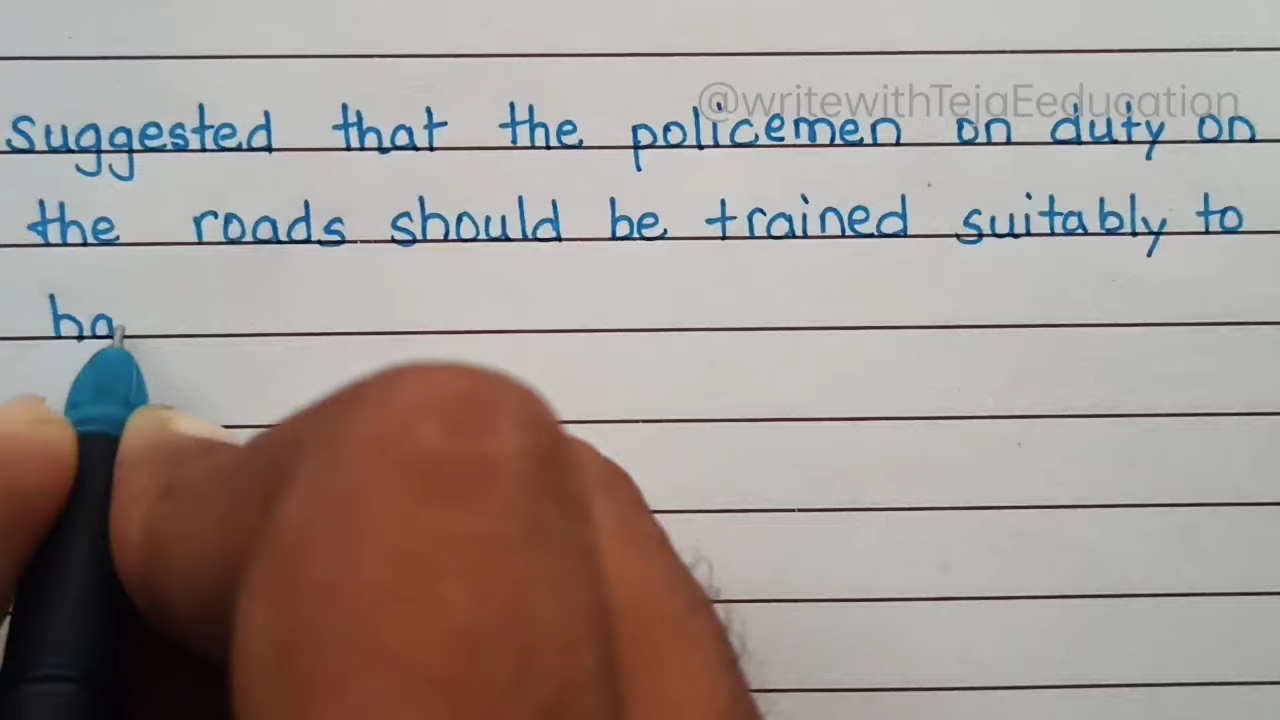 @writewithTejaEeducation
suggested that the policemen on duty on
the roads should be trained suitably to
ha